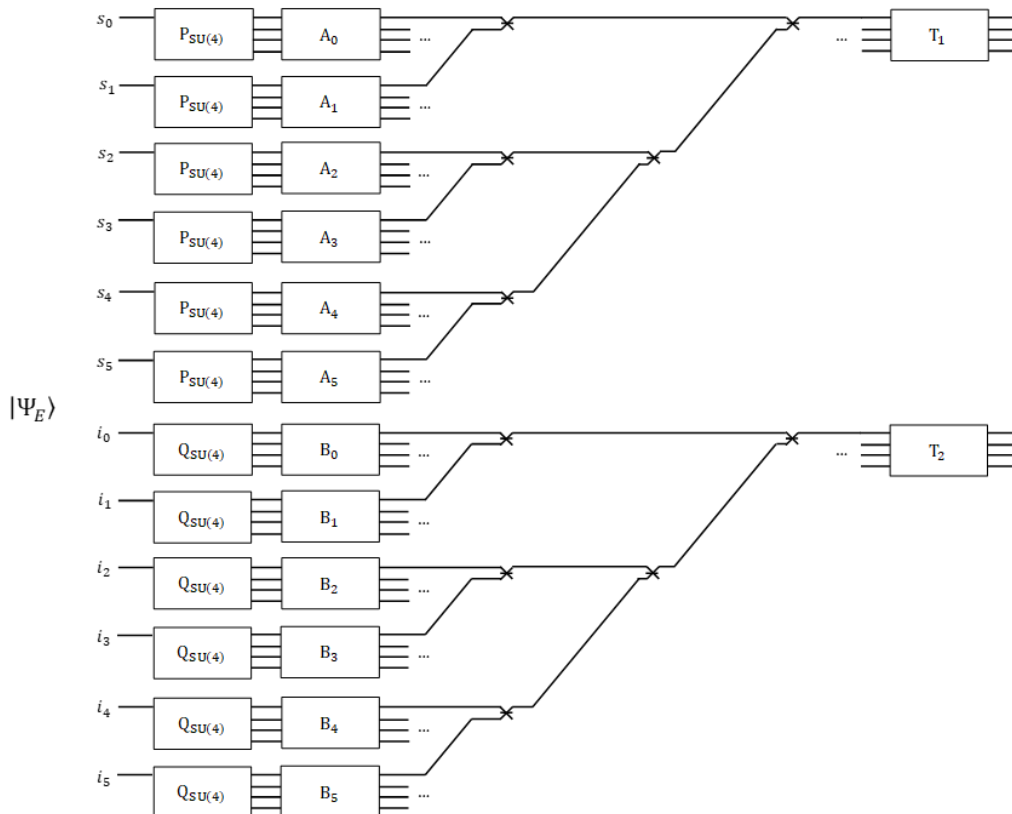 s₀ P_SU(4) A₀ ... ... T₁
s₁ P_SU(4) A₁ ...
s₂ P_SU(4) A₂ ...
s₃ P_SU(4) A₃ ...
s₄ P_SU(4) A₄ ...
s₅ P_SU(4) A₅ ...
|Ψ_E⟩
i₀ Q_SU(4) B₀ ... ... T₂
i₁ Q_SU(4) B₁ ...
i₂ Q_SU(4) B₂ ...
i₃ Q_SU(4) B₃ ...
i₄ Q_SU(4) B₄ ...
i₅ Q_SU(4) B₅ ...